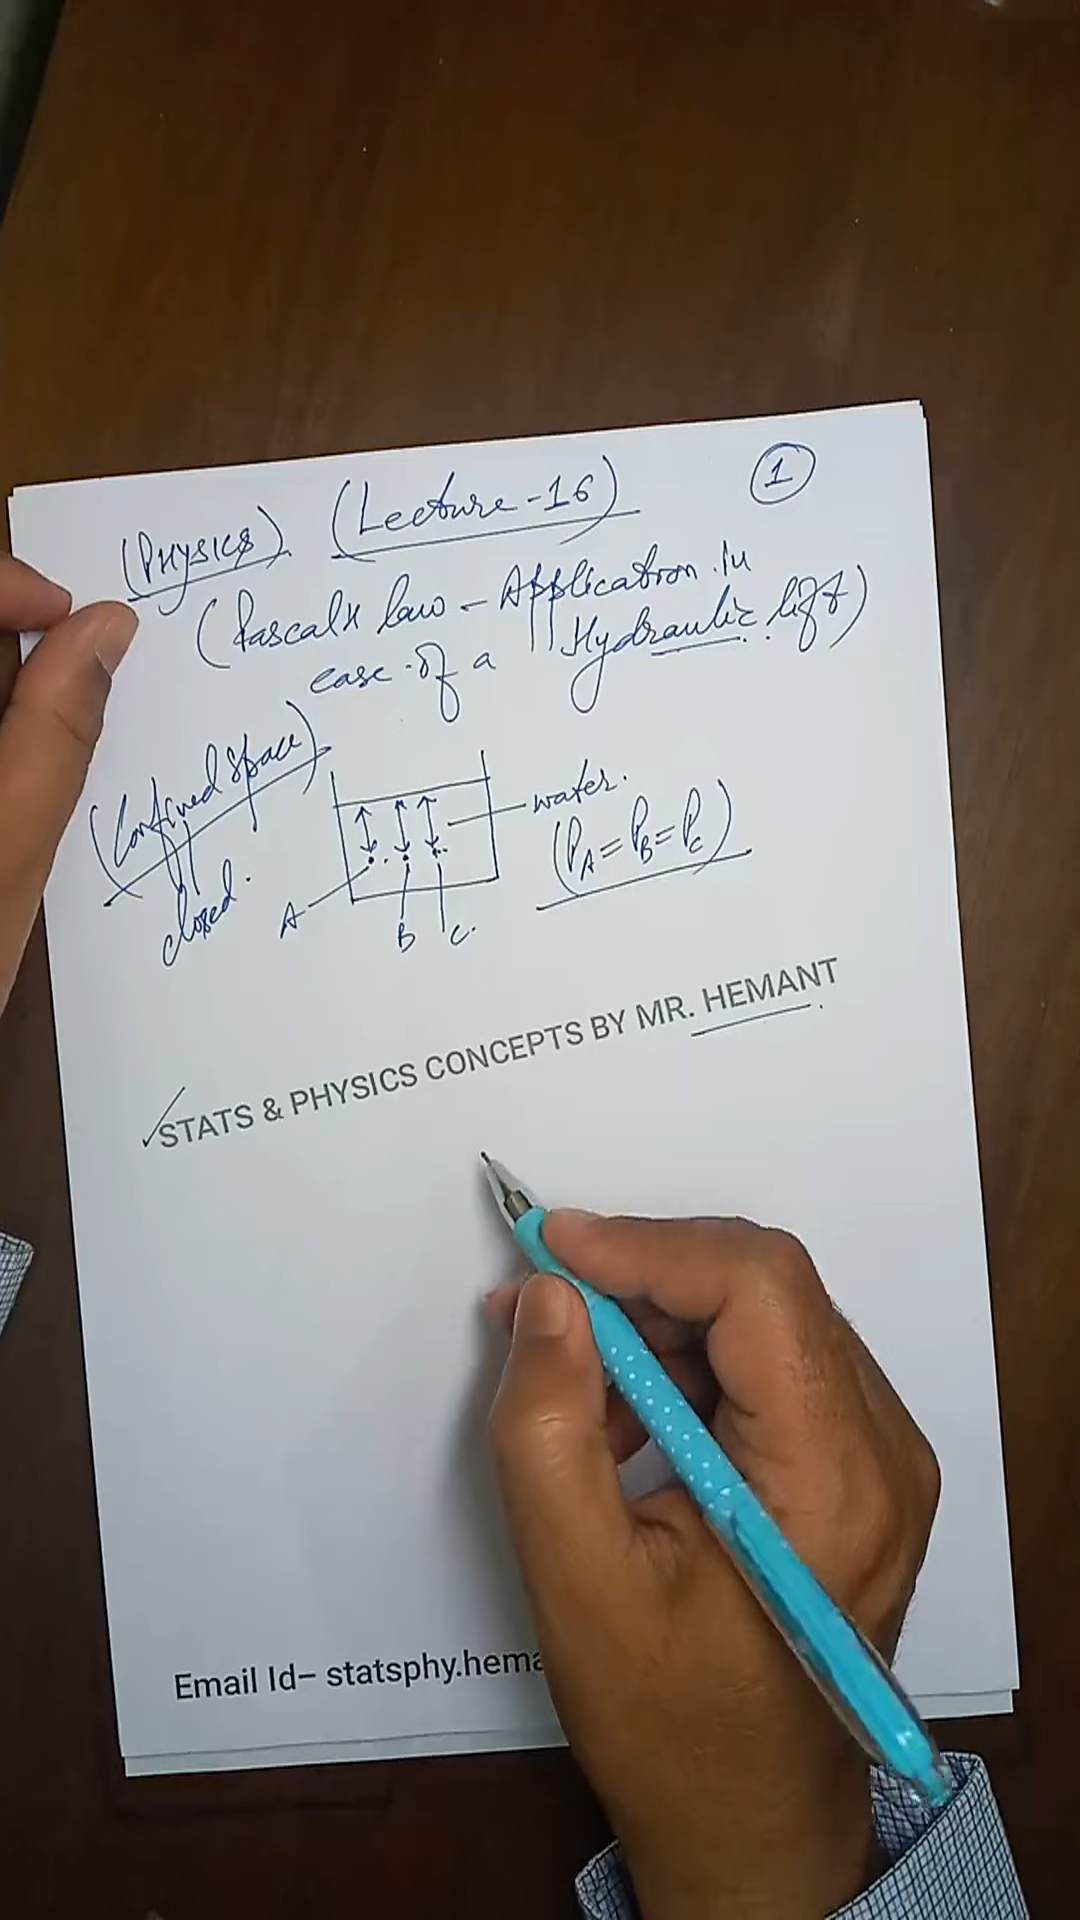 (Physics) (Lecture-16) 1
(Pascal's law - Application in
case of a Hydraulic lift)
(Confined space)
closed.
water.
(PA = PB = PC)
A
B C.
STATS & PHYSICS CONCEPTS BY MR. HEMANT
Email Id– statsphy.hema